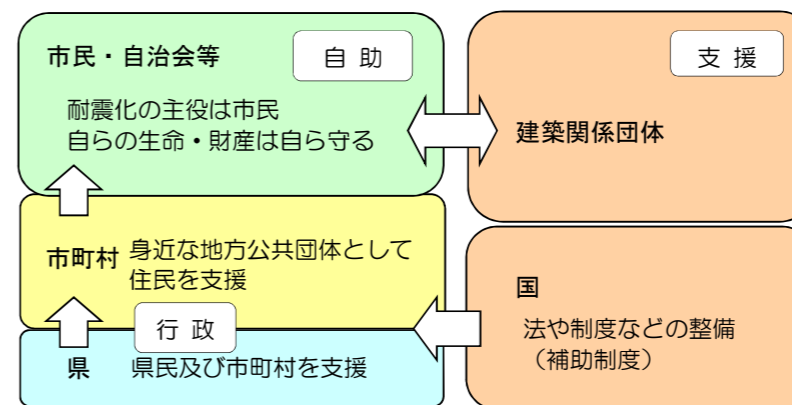 市民・自治会等
自 助
耐震化の主役は市民
自らの生命・財産は自ら守る
支 援
建築関係団体
市町村
身近な地方公共団体として
住民を支援
行 政
県
県民及び市町村を支援
国
法や制度などの整備
（補助制度）